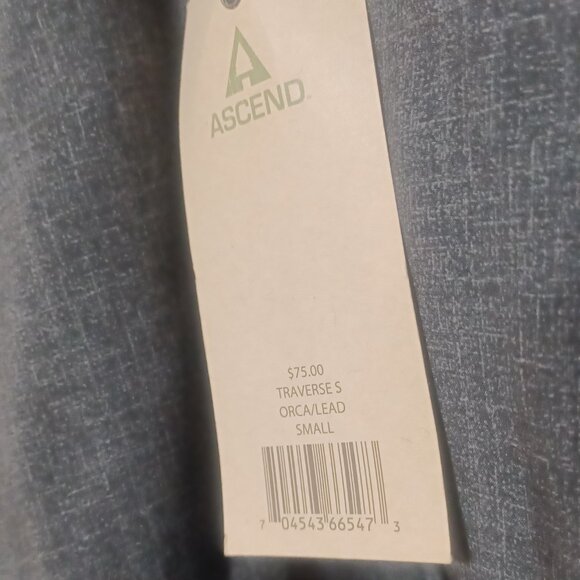 ASCEND
$75.00
TRAVERSE S
ORCA/LEAD
SMALL
7 04543 66547 3